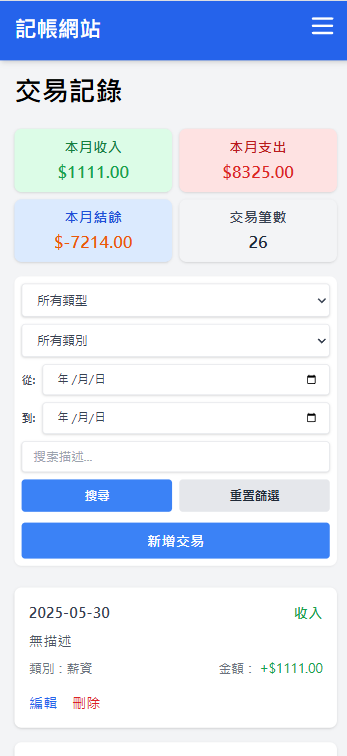 記帳網站
交易記錄
本月收入
$1111.00
本月支出
$8325.00
本月結餘
$-7214.00
交易筆數
26
所有類型
所有類別
從: 年 /月/日
到: 年 /月/日
搜索描述...
搜尋 重置篩選
新增交易
2025-05-30 收入
無描述
類別：薪資 金額： +$1111.00
編輯 刪除